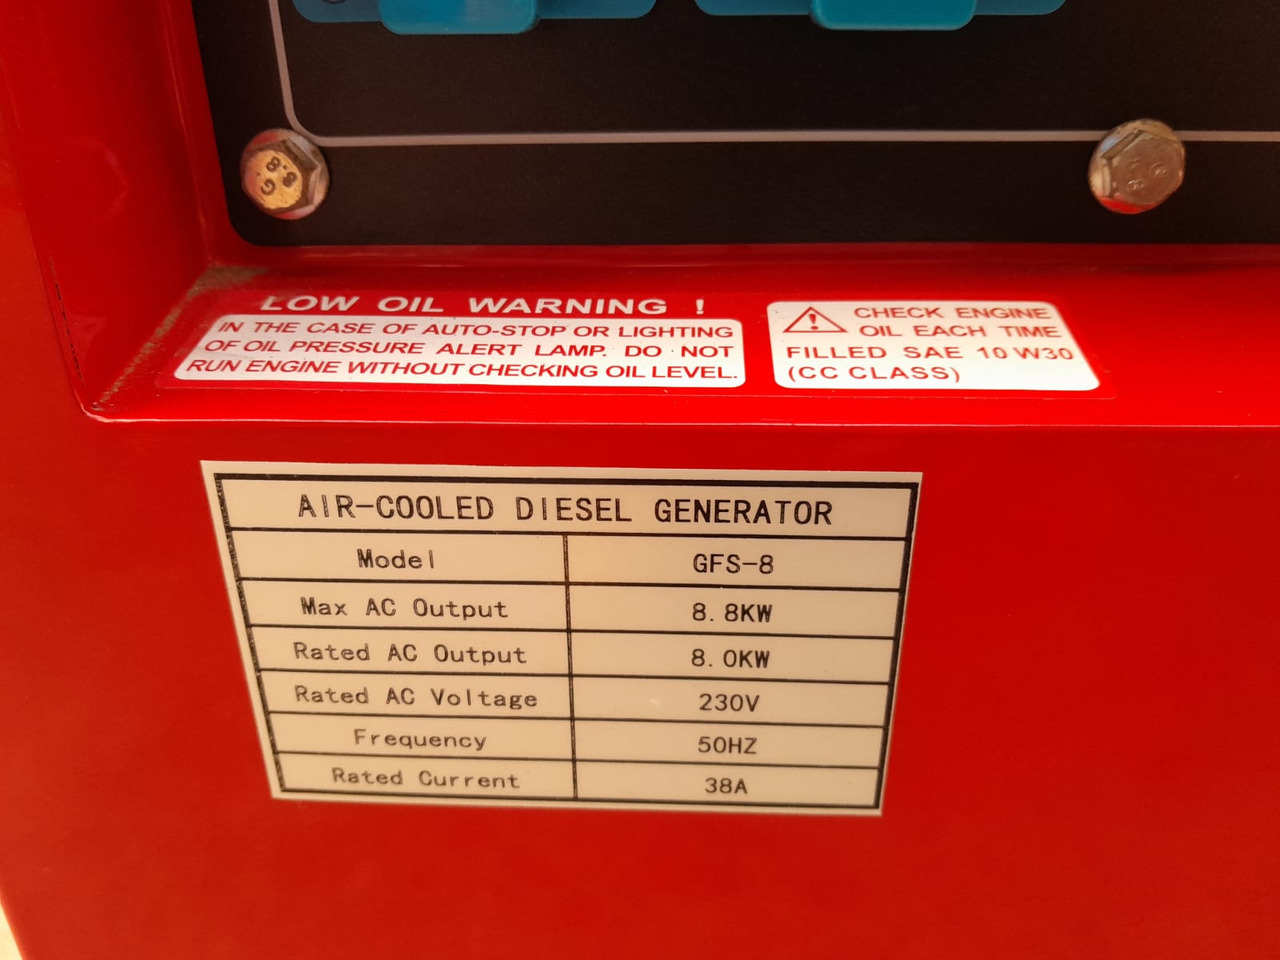 8.8
G
LOW OIL WARNING !
IN THE CASE OF AUTO-STOP OR LIGHTING
OF OIL PRESSURE ALERT LAMP. DO NOT
RUN ENGINE WITHOUT CHECKING OIL LEVEL.
CHECK ENGINE
OIL EACH TIME
FILLED SAE 10 W30
(CC CLASS)
AIR-COOLED DIESEL GENERATOR
Model GFS-8
Max AC Output 8.8KW
Rated AC Output 8.0KW
Rated AC Voltage 230V
Frequency 50HZ
Rated Current 38A